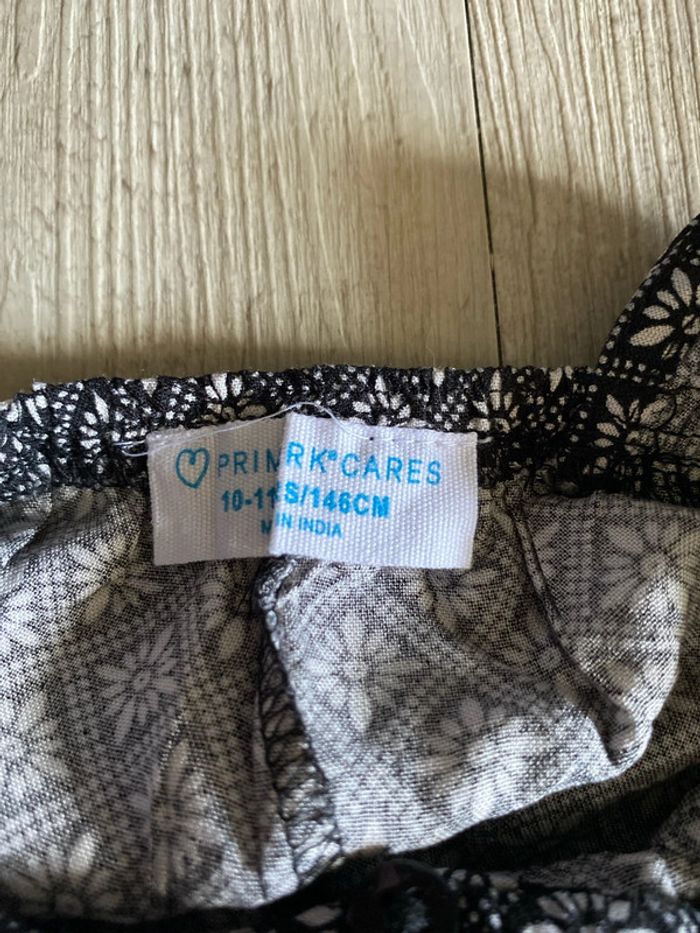 PRIM RK®CARES
10-11 S/146CM
M IN INDIA